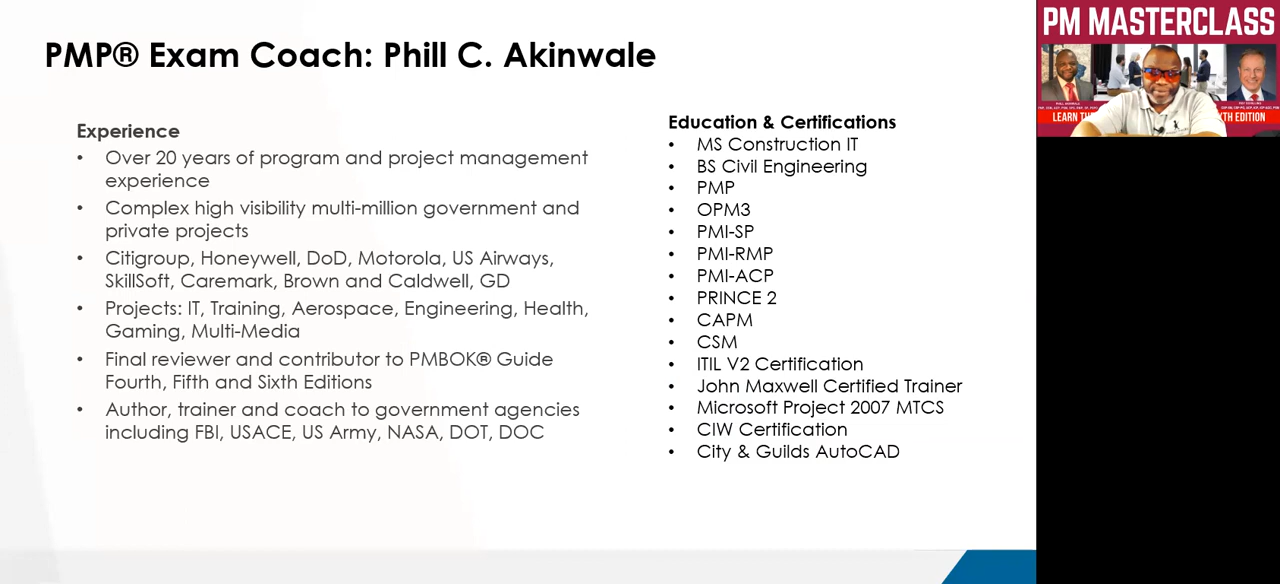 PMP® Exam Coach: Phill C. Akinwale
Experience
• Over 20 years of program and project management
experience
• Complex high visibility multi-million government and
private projects
• Citigroup, Honeywell, DoD, Motorola, US Airways,
SkillSoft, Caremark, Brown and Caldwell, GD
• Projects: IT, Training, Aerospace, Engineering, Health,
Gaming, Multi-Media
• Final reviewer and contributor to PMBOK® Guide
Fourth, Fifth and Sixth Editions
• Author, trainer and coach to government agencies
including FBI, USACE, US Army, NASA, DOT, DOC
Education & Certifications
• MS Construction IT
• BS Civil Engineering
• PMP
• OPM3
• PMI-SP
• PMI-RMP
• PMI-ACP
• PRINCE 2
• CAPM
• CSM
• ITIL V2 Certification
• John Maxwell Certified Trainer
• Microsoft Project 2007 MTCS
• CIW Certification
• City & Guilds AutoCAD
PM MASTERCLASS
LEARN EDITION